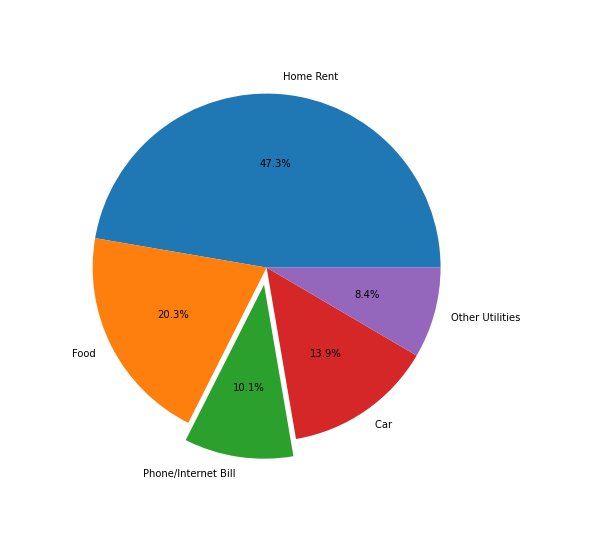 Home Rent
47.3%
8.4%
20.3%
Other Utilities
Food
13.9%
10.1%
Car
Phone/Internet Bill